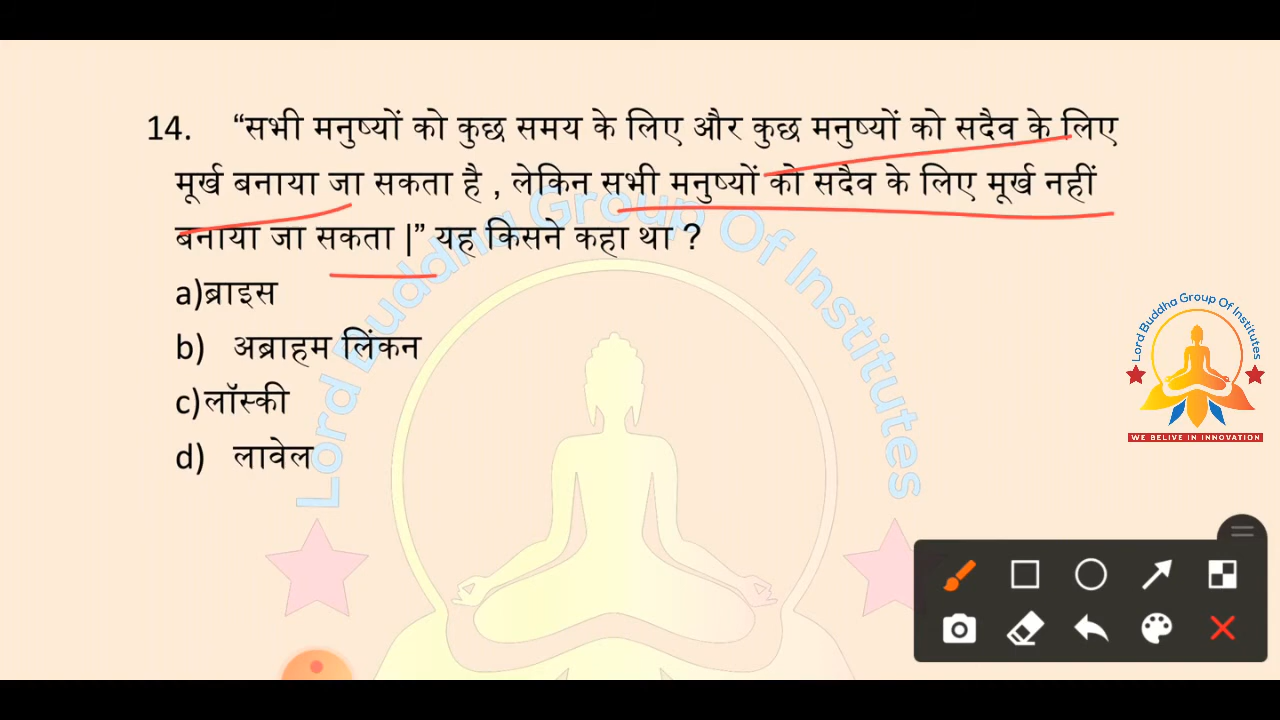 14. “सभी मनुष्यों को कुछ समय के लिए और कुछ मनुष्यों को सदैव के लिए
मूर्ख बनाया जा सकता है , लेकिन सभी मनुष्यों को सदैव के लिए मूर्ख नहीं
बनाया जा सकता |” यह किसने कहा था ?
a)ब्राइस
b) अब्राहम लिंकन
c)लॉस्की
d) लावेल
Lord Buddha Group Of Institutes
Lord Buddha Group Of Institutes
WE BELIVE IN INNOVATION